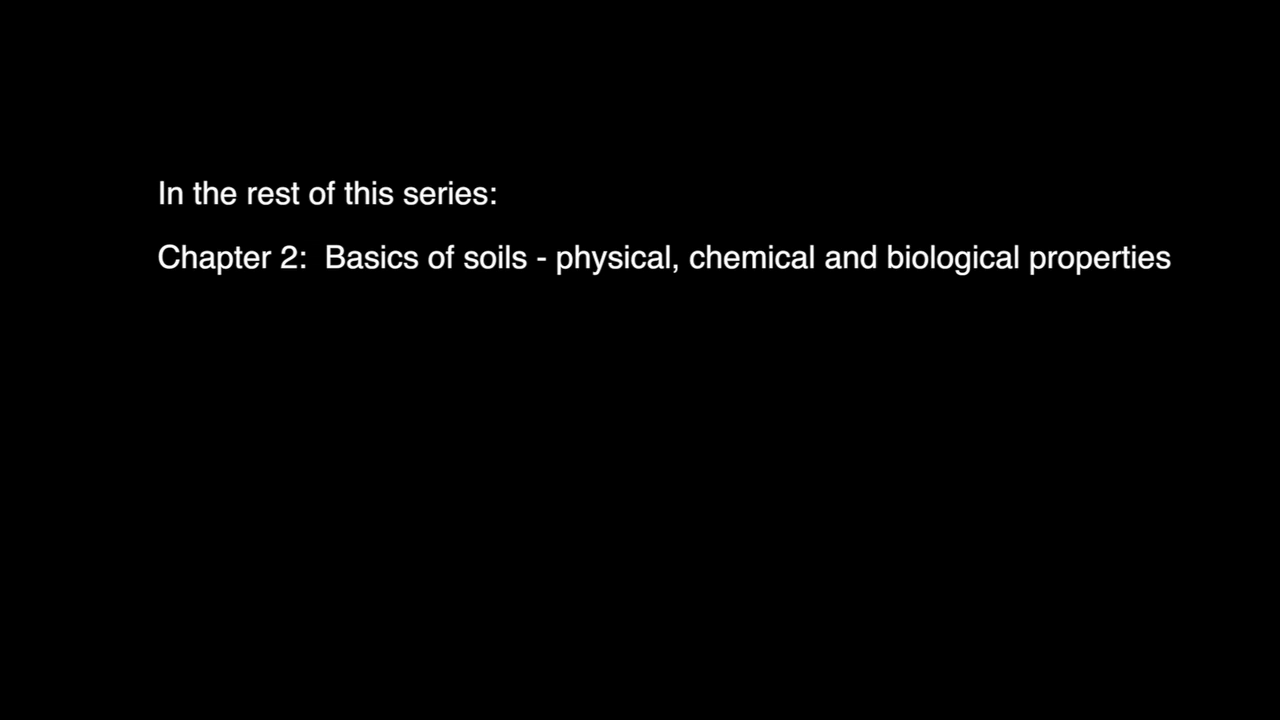 In the rest of this series:
Chapter 2:  Basics of soils - physical, chemical and biological properties